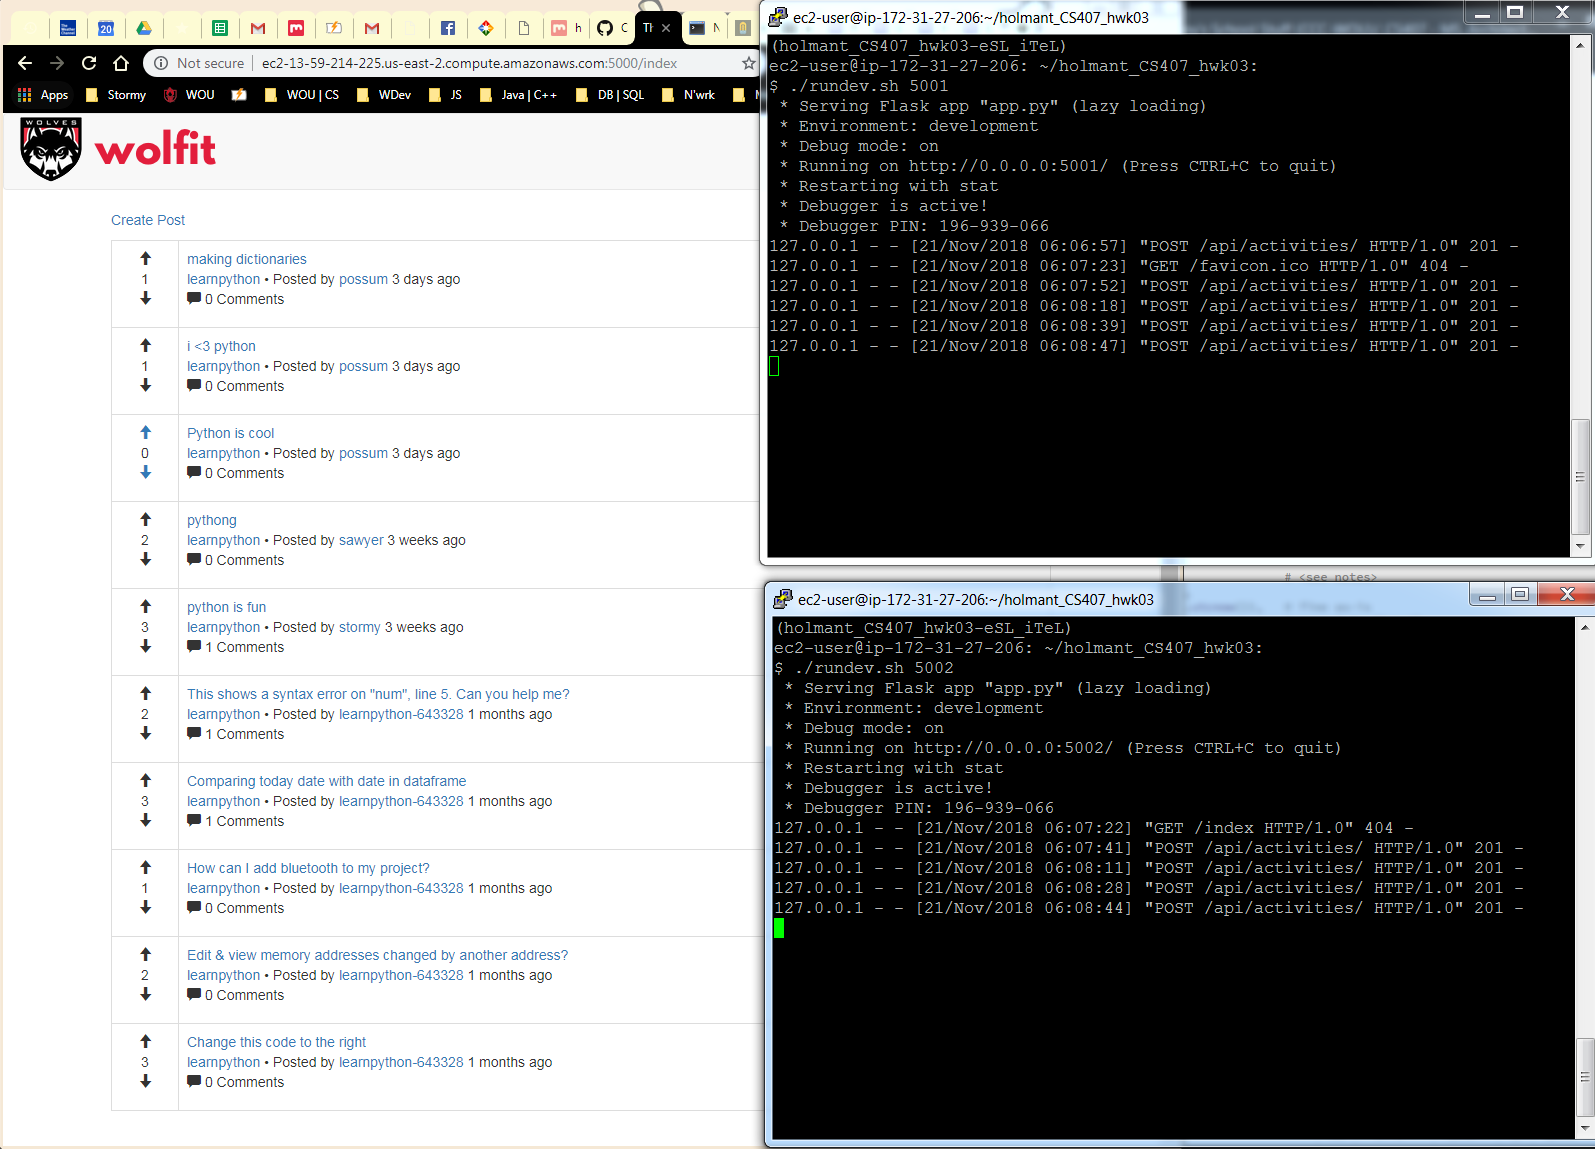 20
h
C
Th
N
Not secure
ec2-13-59-214-225.us-east-2.compute.amazonaws.com:5000/index
Apps
Stormy
WOU
WOU | CS
WDev
JS
Java | C++
DB | SQL
N'wrk
M
WOLVES
wolfit
Create Post
making dictionaries
1
learnpython • Posted by possum 3 days ago
0 Comments
i <3 python
1
learnpython • Posted by possum 3 days ago
0 Comments
Python is cool
0
learnpython • Posted by possum 3 days ago
0 Comments
pythong
2
learnpython • Posted by sawyer 3 weeks ago
0 Comments
python is fun
3
learnpython • Posted by stormy 3 weeks ago
1 Comments
This shows a syntax error on "num", line 5. Can you help me?
2
learnpython • Posted by learnpython-643328 1 months ago
1 Comments
Comparing today date with date in dataframe
3
learnpython • Posted by learnpython-643328 1 months ago
1 Comments
How can I add bluetooth to my project?
1
learnpython • Posted by learnpython-643328 1 months ago
0 Comments
Edit & view memory addresses changed by another address?
2
learnpython • Posted by learnpython-643328 1 months ago
0 Comments
Change this code to the right
3
learnpython • Posted by learnpython-643328 1 months ago
0 Comments
ec2-user@ip-172-31-27-206:~/holmant_CS407_hwk03
(holmant_CS407_hwk03-eSL_iTeL)
ec2-user@ip-172-31-27-206: ~/holmant_CS407_hwk03:
$ ./rundev.sh 5001
* Serving Flask app "app.py" (lazy loading)
* Environment: development
* Debug mode: on
* Running on http://0.0.0.0:5001/ (Press CTRL+C to quit)
* Restarting with stat
* Debugger is active!
* Debugger PIN: 196-939-066
127.0.0.1 - - [21/Nov/2018 06:06:57] "POST /api/activities/ HTTP/1.0" 201 -
127.0.0.1 - - [21/Nov/2018 06:07:23] "GET /favicon.ico HTTP/1.0" 404 -
127.0.0.1 - - [21/Nov/2018 06:07:52] "POST /api/activities/ HTTP/1.0" 201 -
127.0.0.1 - - [21/Nov/2018 06:08:18] "POST /api/activities/ HTTP/1.0" 201 -
127.0.0.1 - - [21/Nov/2018 06:08:39] "POST /api/activities/ HTTP/1.0" 201 -
127.0.0.1 - - [21/Nov/2018 06:08:47] "POST /api/activities/ HTTP/1.0" 201 -
# <see notes>
ec2-user@ip-172-31-27-206:~/holmant_CS407_hwk03
(holmant_CS407_hwk03-eSL_iTeL)
ec2-user@ip-172-31-27-206: ~/holmant_CS407_hwk03:
$ ./rundev.sh 5002
* Serving Flask app "app.py" (lazy loading)
* Environment: development
* Debug mode: on
* Running on http://0.0.0.0:5002/ (Press CTRL+C to quit)
* Restarting with stat
* Debugger is active!
* Debugger PIN: 196-939-066
127.0.0.1 - - [21/Nov/2018 06:07:22] "GET /index HTTP/1.0" 404 -
127.0.0.1 - - [21/Nov/2018 06:07:41] "POST /api/activities/ HTTP/1.0" 201 -
127.0.0.1 - - [21/Nov/2018 06:08:11] "POST /api/activities/ HTTP/1.0" 201 -
127.0.0.1 - - [21/Nov/2018 06:08:28] "POST /api/activities/ HTTP/1.0" 201 -
127.0.0.1 - - [21/Nov/2018 06:08:44] "POST /api/activities/ HTTP/1.0" 201 -